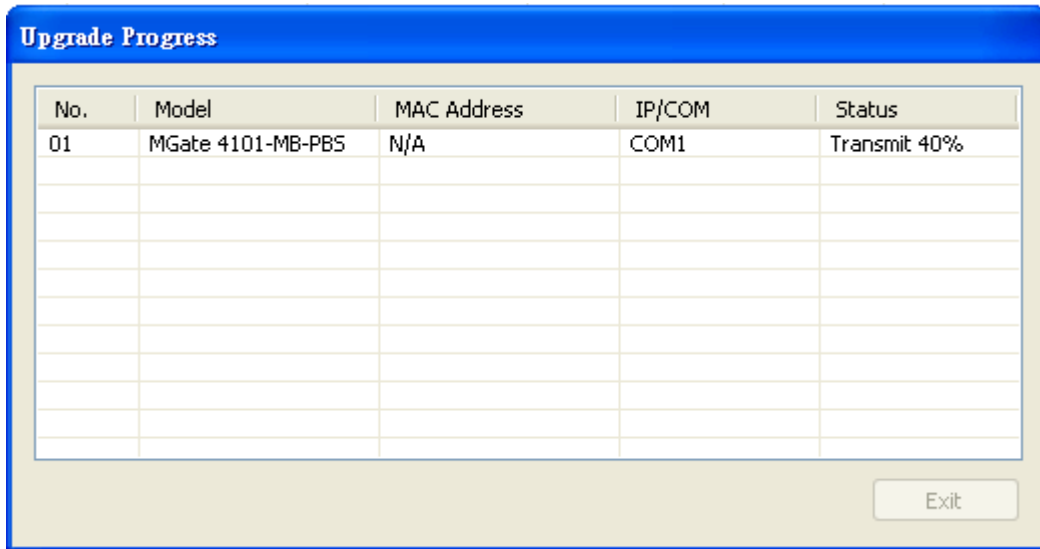 Upgrade Progress
No. Model MAC Address IP/COM Status
01 MGate 4101-MB-PBS N/A COM1 Transmit 40%
Exit